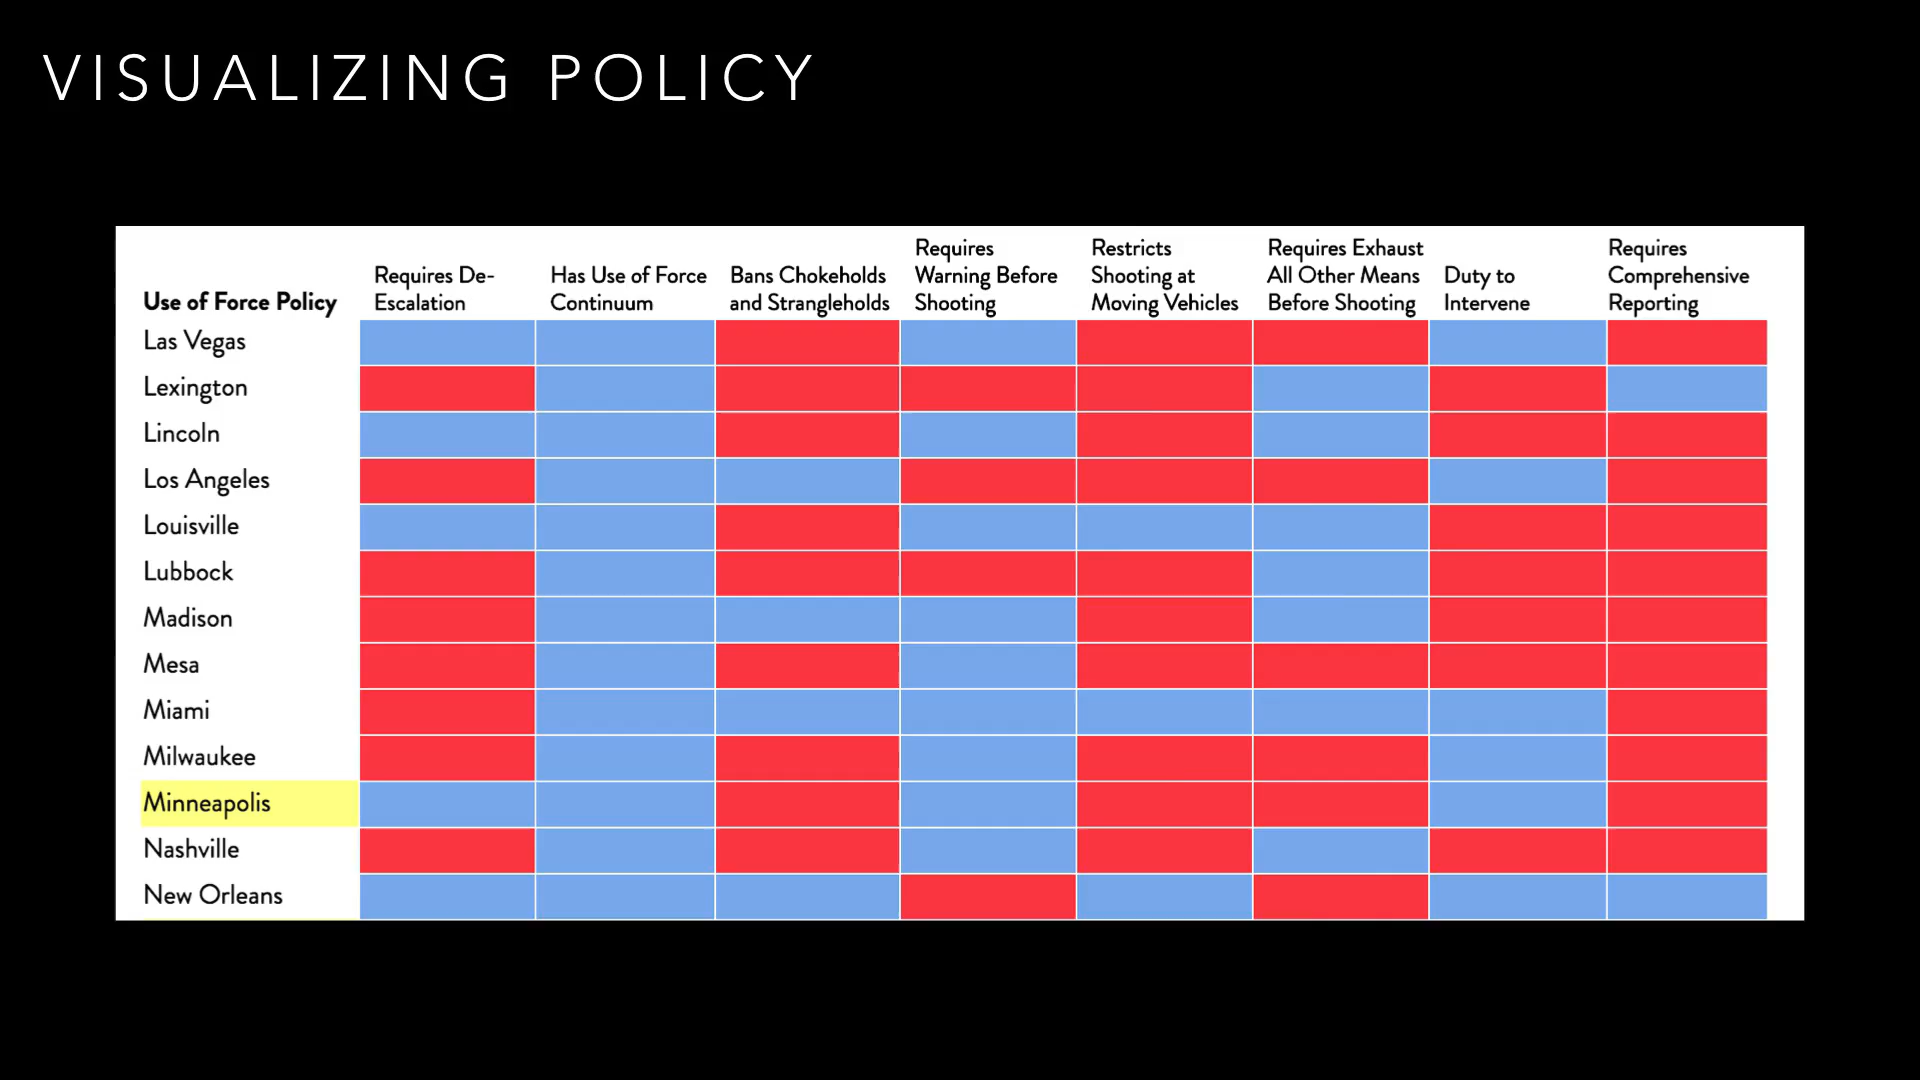 VISUALIZING POLICY
Use of Force Policy
Requires De-
Escalation
Has Use of Force
Continuum
Bans Chokeholds
and Strangleholds
Requires
Warning Before
Shooting
Restricts
Shooting at
Moving Vehicles
Requires Exhaust
All Other Means
Before Shooting
Duty to
Intervene
Requires
Comprehensive
Reporting
Las Vegas
Lexington
Lincoln
Los Angeles
Louisville
Lubbock
Madison
Mesa
Miami
Milwaukee
Minneapolis
Nashville
New Orleans